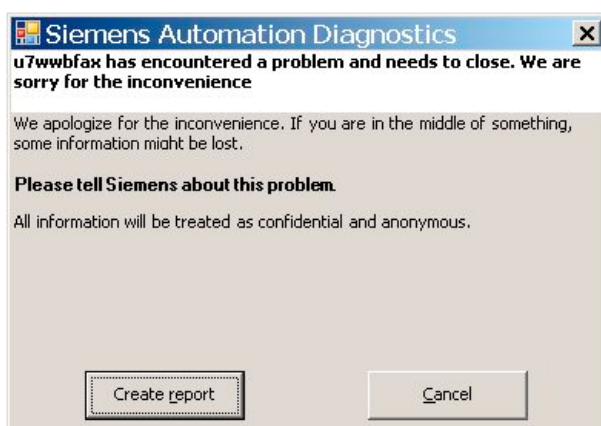 Siemens Automation Diagnostics
u7wwbfax has encountered a problem and needs to close. We are
sorry for the inconvenience
We apologize for the inconvenience. If you are in the middle of something,
some information might be lost.
Please tell Siemens about this problem.
All information will be treated as confidential and anonymous.
Create report
Cancel